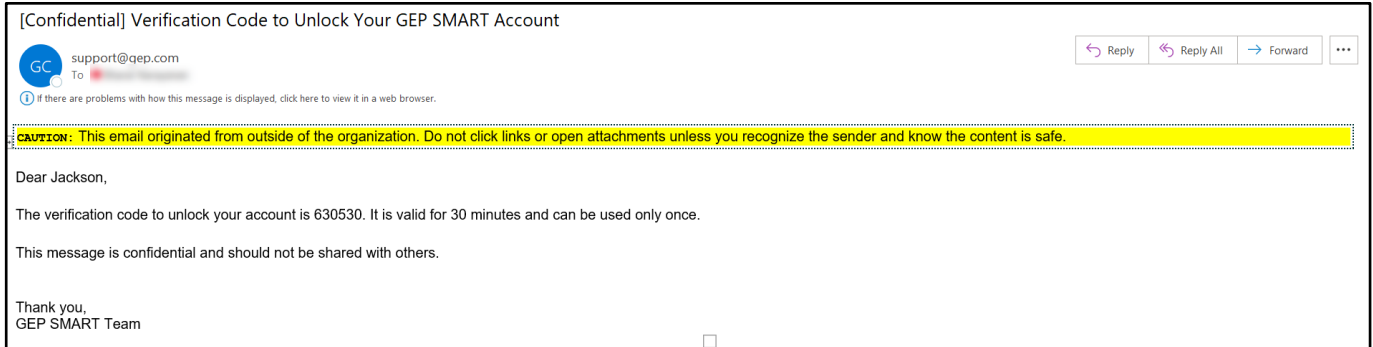 [Confidential] Verification Code to Unlock Your GEP SMART Account
GC
support@gep.com
To
Reply
Reply All
Forward
If there are problems with how this message is displayed, click here to view it in a web browser.
CAUTION: This email originated from outside of the organization. Do not click links or open attachments unless you recognize the sender and know the content is safe.
Dear Jackson,
The verification code to unlock your account is 630530. It is valid for 30 minutes and can be used only once.
This message is confidential and should not be shared with others.
Thank you,
GEP SMART Team